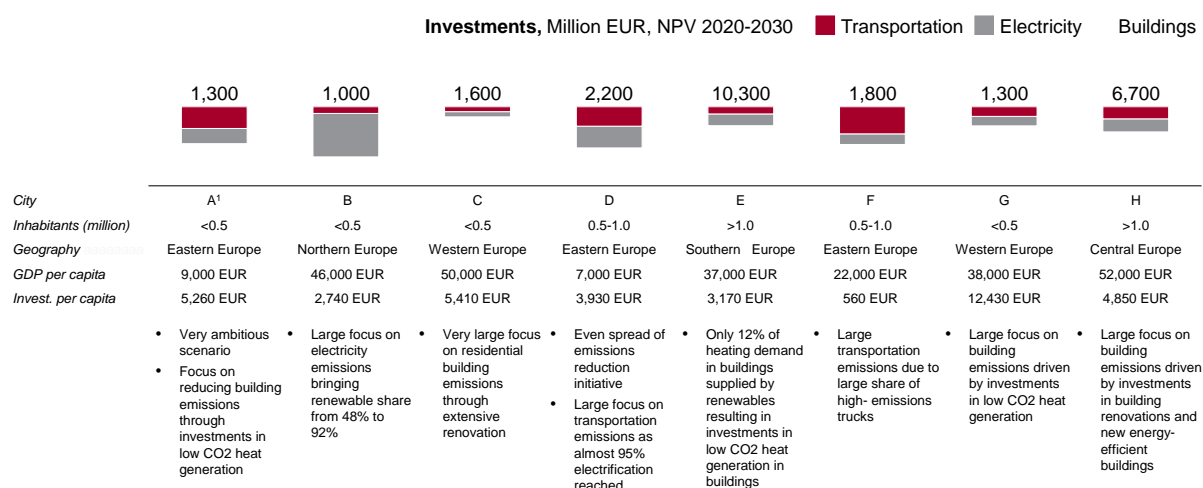 Investments, Million EUR, NPV 2020-2030 Transportation Electricity Buildings
1,300 1,000 1,600 2,200 10,300 1,800 1,300 6,700
City A¹ B C D E F G H
Inhabitants (million) <0.5 <0.5 <0.5 0.5-1.0 >1.0 0.5-1.0 <0.5 >1.0
Geography Eastern Europe Northern Europe Western Europe Eastern Europe Southern Europe Eastern Europe Western Europe Central Europe
GDP per capita 9,000 EUR 46,000 EUR 50,000 EUR 7,000 EUR 37,000 EUR 22,000 EUR 38,000 EUR 52,000 EUR
Invest. per capita 5,260 EUR 2,740 EUR 5,410 EUR 3,930 EUR 3,170 EUR 560 EUR 12,430 EUR 4,850 EUR
• Very ambitious
scenario
• Focus on
reducing building
emissions
through
investments in
low CO2 heat
generation
• Large focus on
electricity
emissions
bringing
renewable share
from 48% to
92%
• Very large focus
on residential
building
emissions
through
extensive
renovation
• Even spread of
emissions
reduction
initiative
• Large focus on
transportation
emissions as
almost 95%
electrification
reached
• Only 12% of
heating demand
in buildings
supplied by
renewables
resulting in
investments in
low CO2 heat
generation in
buildings
• Large
transportation
emissions due to
large share of
high- emissions
trucks
• Large focus on
building
emissions driven
by investments
in low CO2 heat
generation
• Large focus on
building
emissions driven
by investments
in building
renovations and
new energy-
efficient
buildings